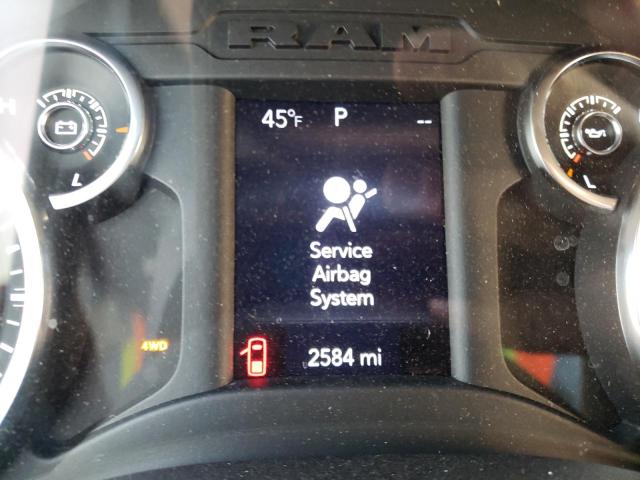 RAM
45°F P --
H
L
L
Service
Airbag
System
4WD
2584 mi